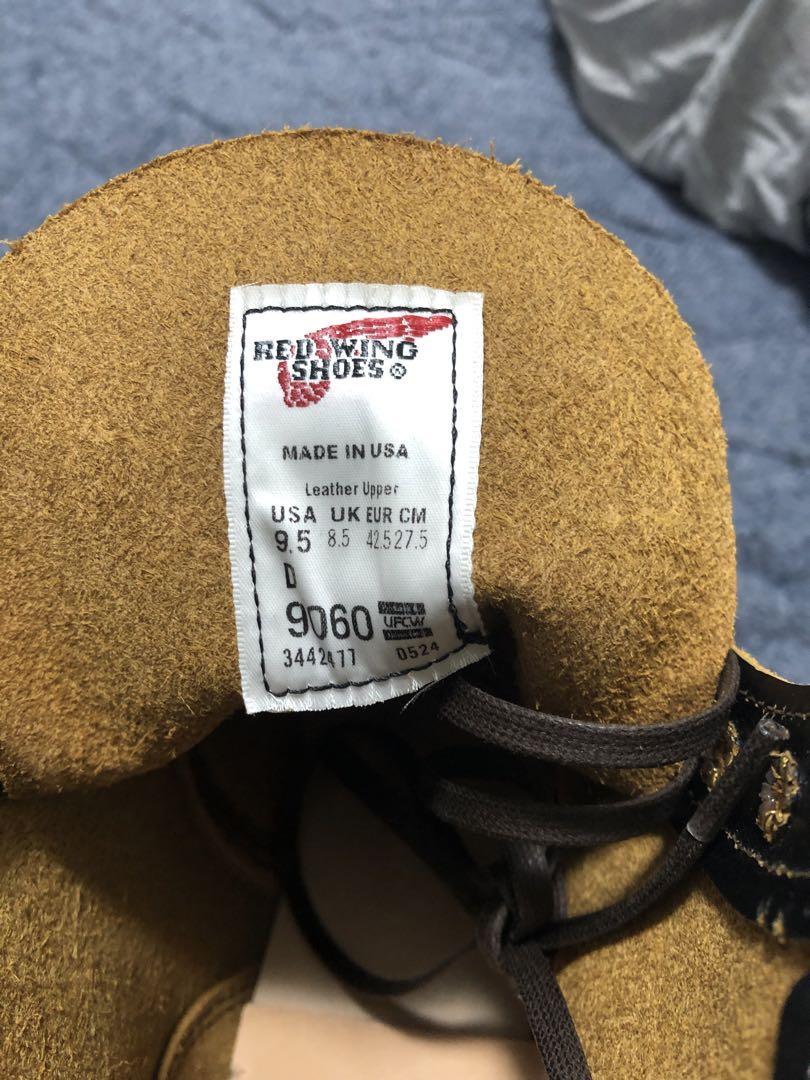 RED WING
SHOES®
MADE IN USA
Leather Upper
USA UK EUR CM
9.5 8.5 42.5 27.5
D
9060 UFCW
3442477 0524